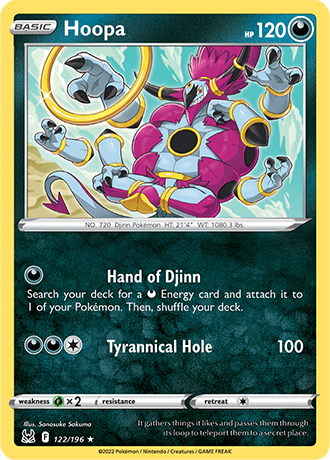 BASIC Hoopa HP 120
NO. 720 Djinn Pokémon HT: 21'4" WT: 1080.3 lbs.
Hand of Djinn
Search your deck for a Energy card and attach it to
1 of your Pokémon. Then, shuffle your deck.
Tyrannical Hole 100
weakness ×2 resistance retreat
Illus. Sanosuke Sakuma
F 122/196 ★
It gathers things it likes and passes them through
its loop to teleport them to a secret place.
©2022 Pokémon / Nintendo / Creatures / GAME FREAK